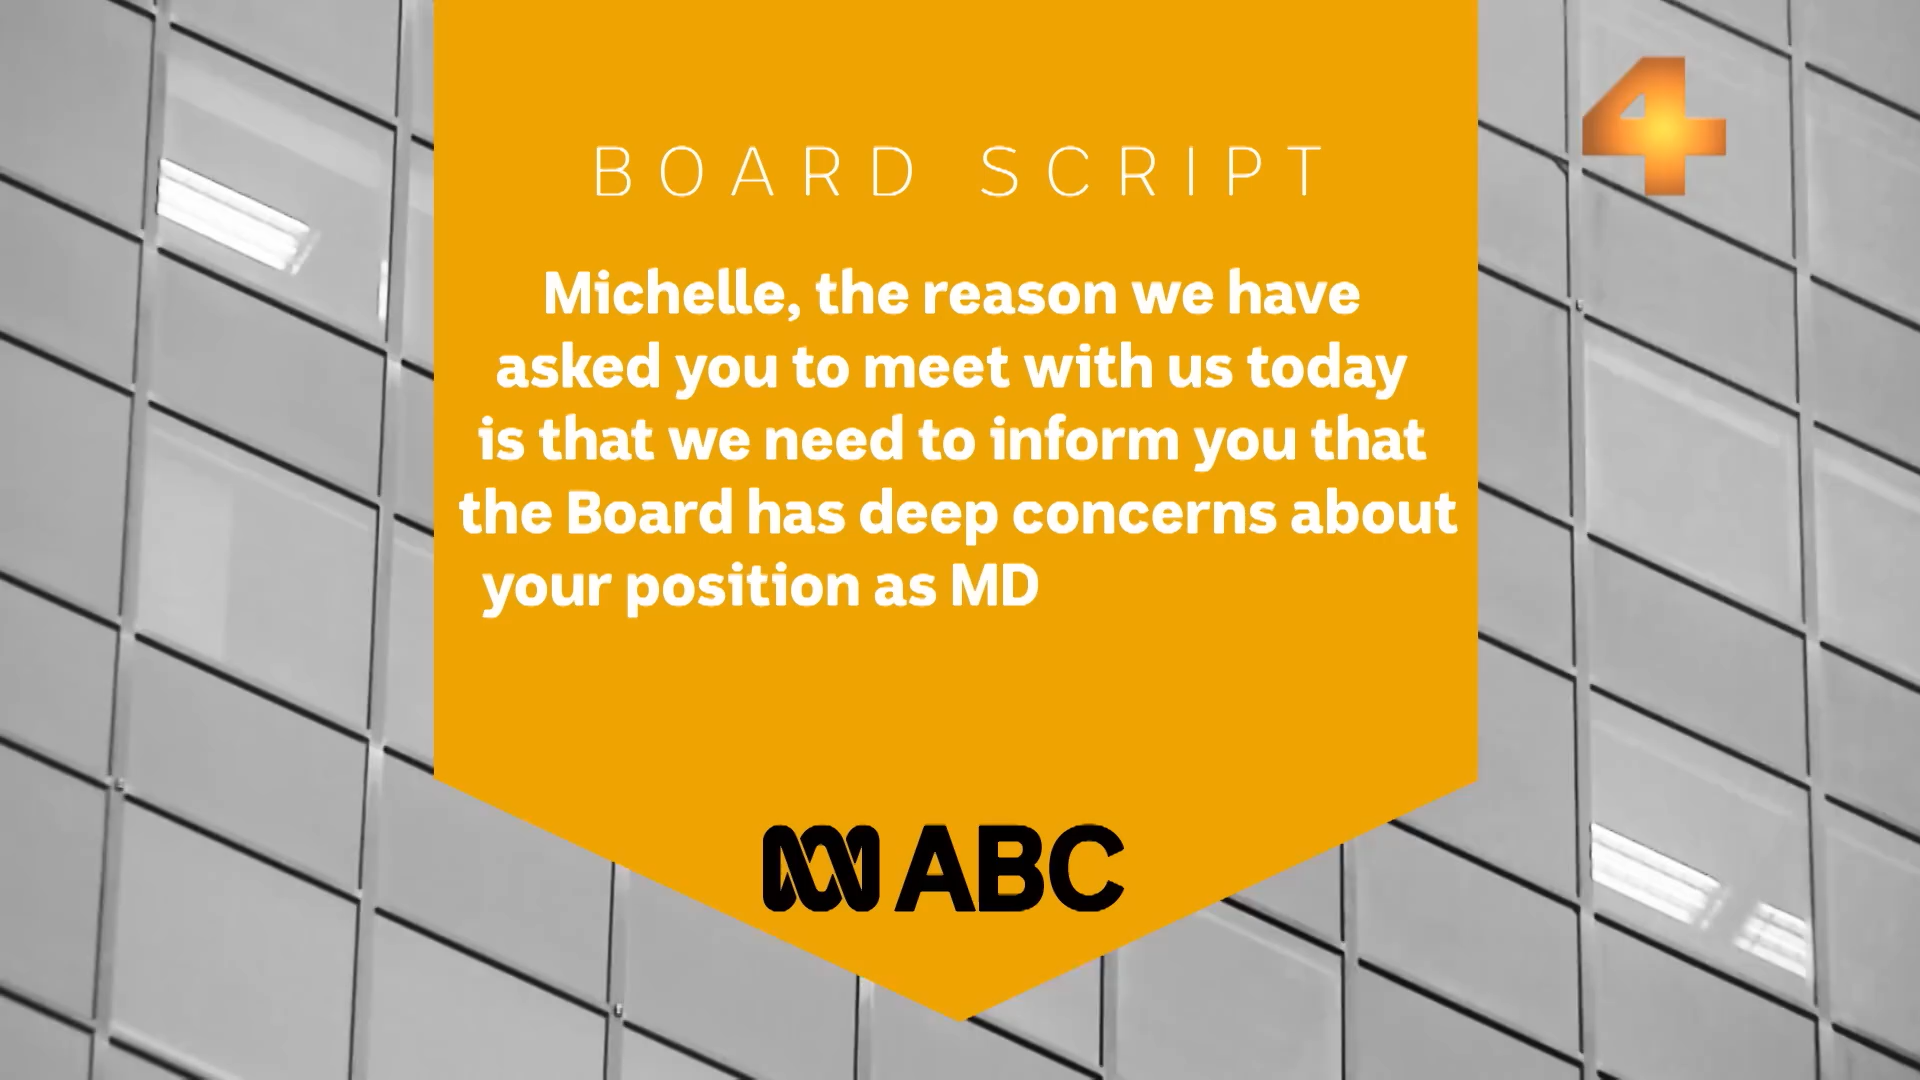 4
BOARD SCRIPT
Michelle, the reason we have
asked you to meet with us today
is that we need to inform you that
the Board has deep concerns about
your position as MD
ABC